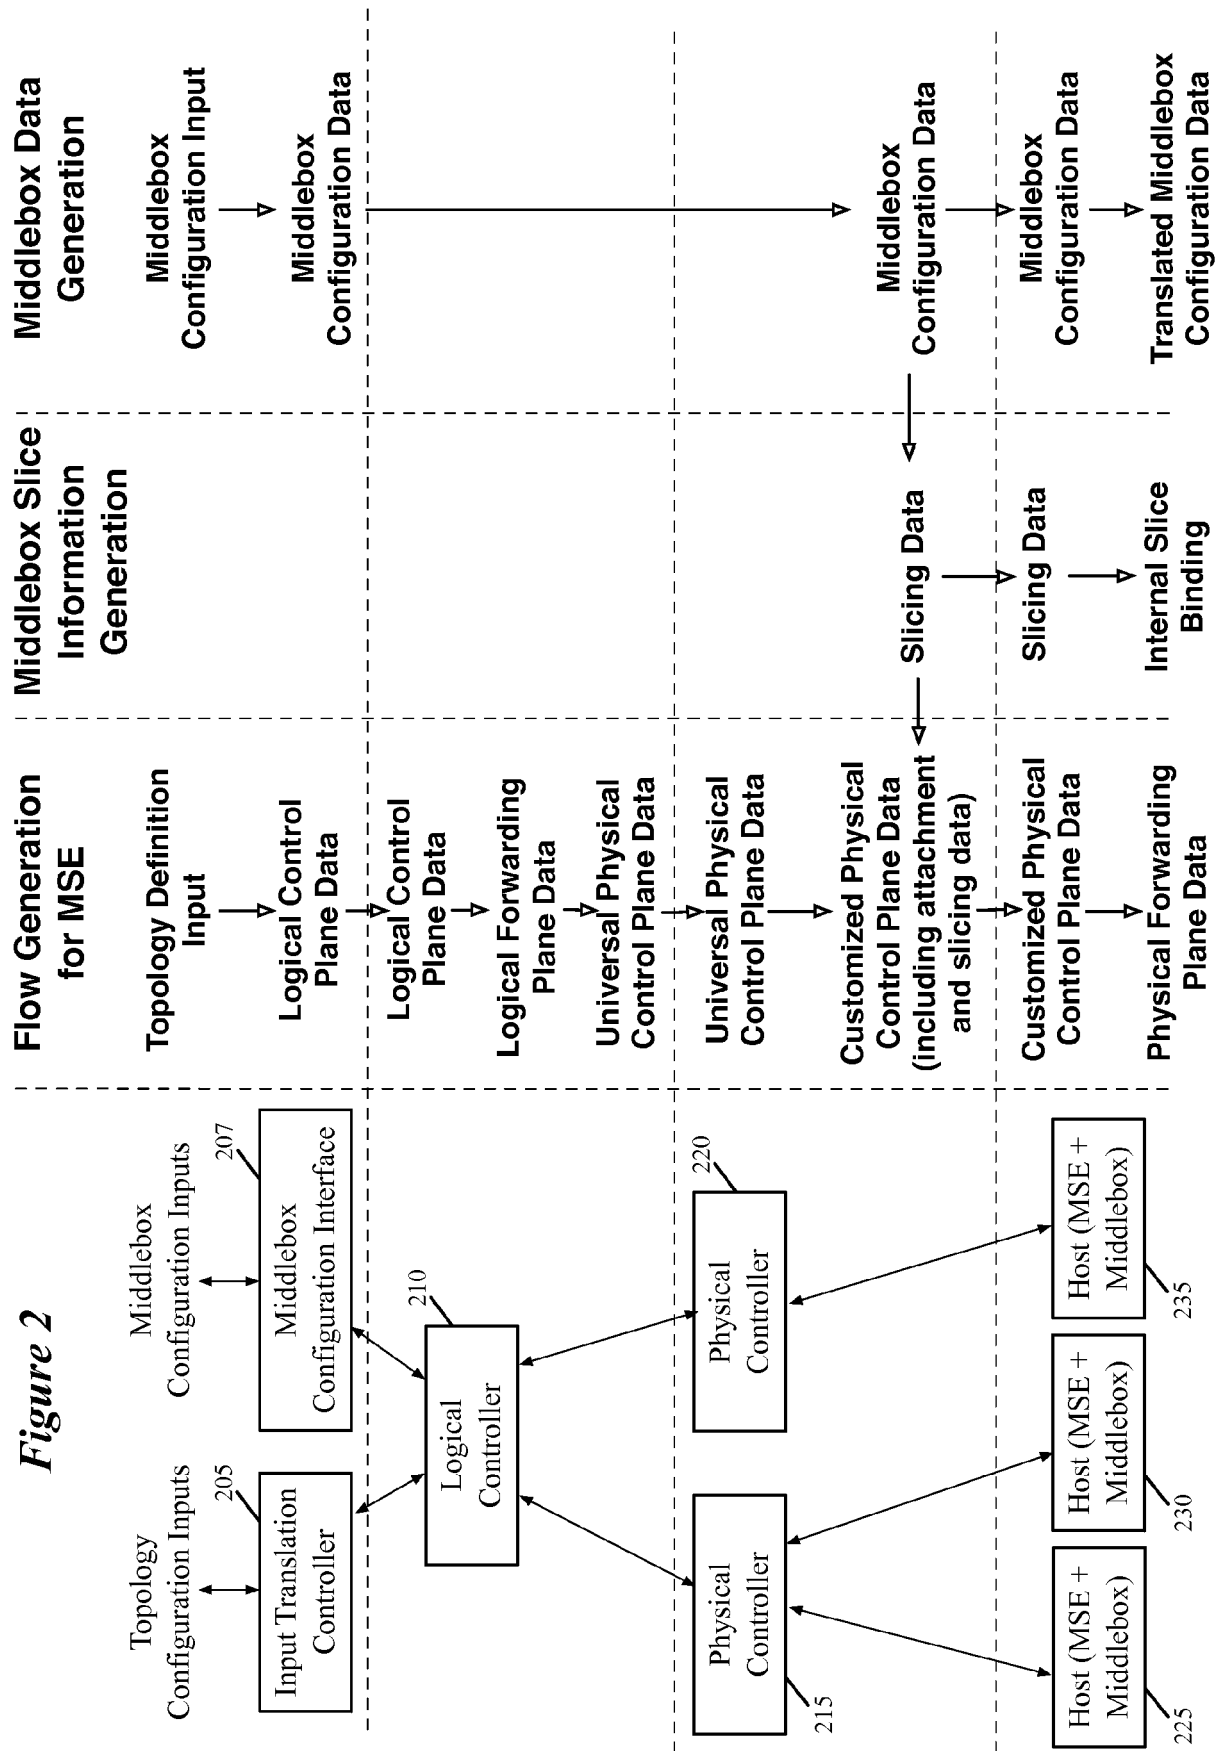 Figure 2
Topology
Configuration Inputs
Middlebox
Configuration Inputs
205
Input Translation
Controller
207
Middlebox
Configuration Interface
210
Logical
Controller
Physical
Controller
215
220
Physical
Controller
Host (MSE +
Middlebox)
225
Host (MSE +
Middlebox)
230
Host (MSE +
Middlebox)
235
Flow Generation
for MSE
Topology Definition
Input
Logical Control
Plane Data
Logical Control
Plane Data
Logical Forwarding
Plane Data
Universal Physical
Control Plane Data
Universal Physical
Control Plane Data
Customized Physical
Control Plane Data
(including attachment
and slicing data)
Customized Physical
Control Plane Data
Physical Forwarding
Plane Data
Middlebox Slice
Information
Generation
Slicing Data
Slicing Data
Internal Slice
Binding
Middlebox Data
Generation
Middlebox
Configuration Input
Middlebox
Configuration Data
Middlebox
Configuration Data
Middlebox
Configuration Data
Translated Middlebox
Configuration Data